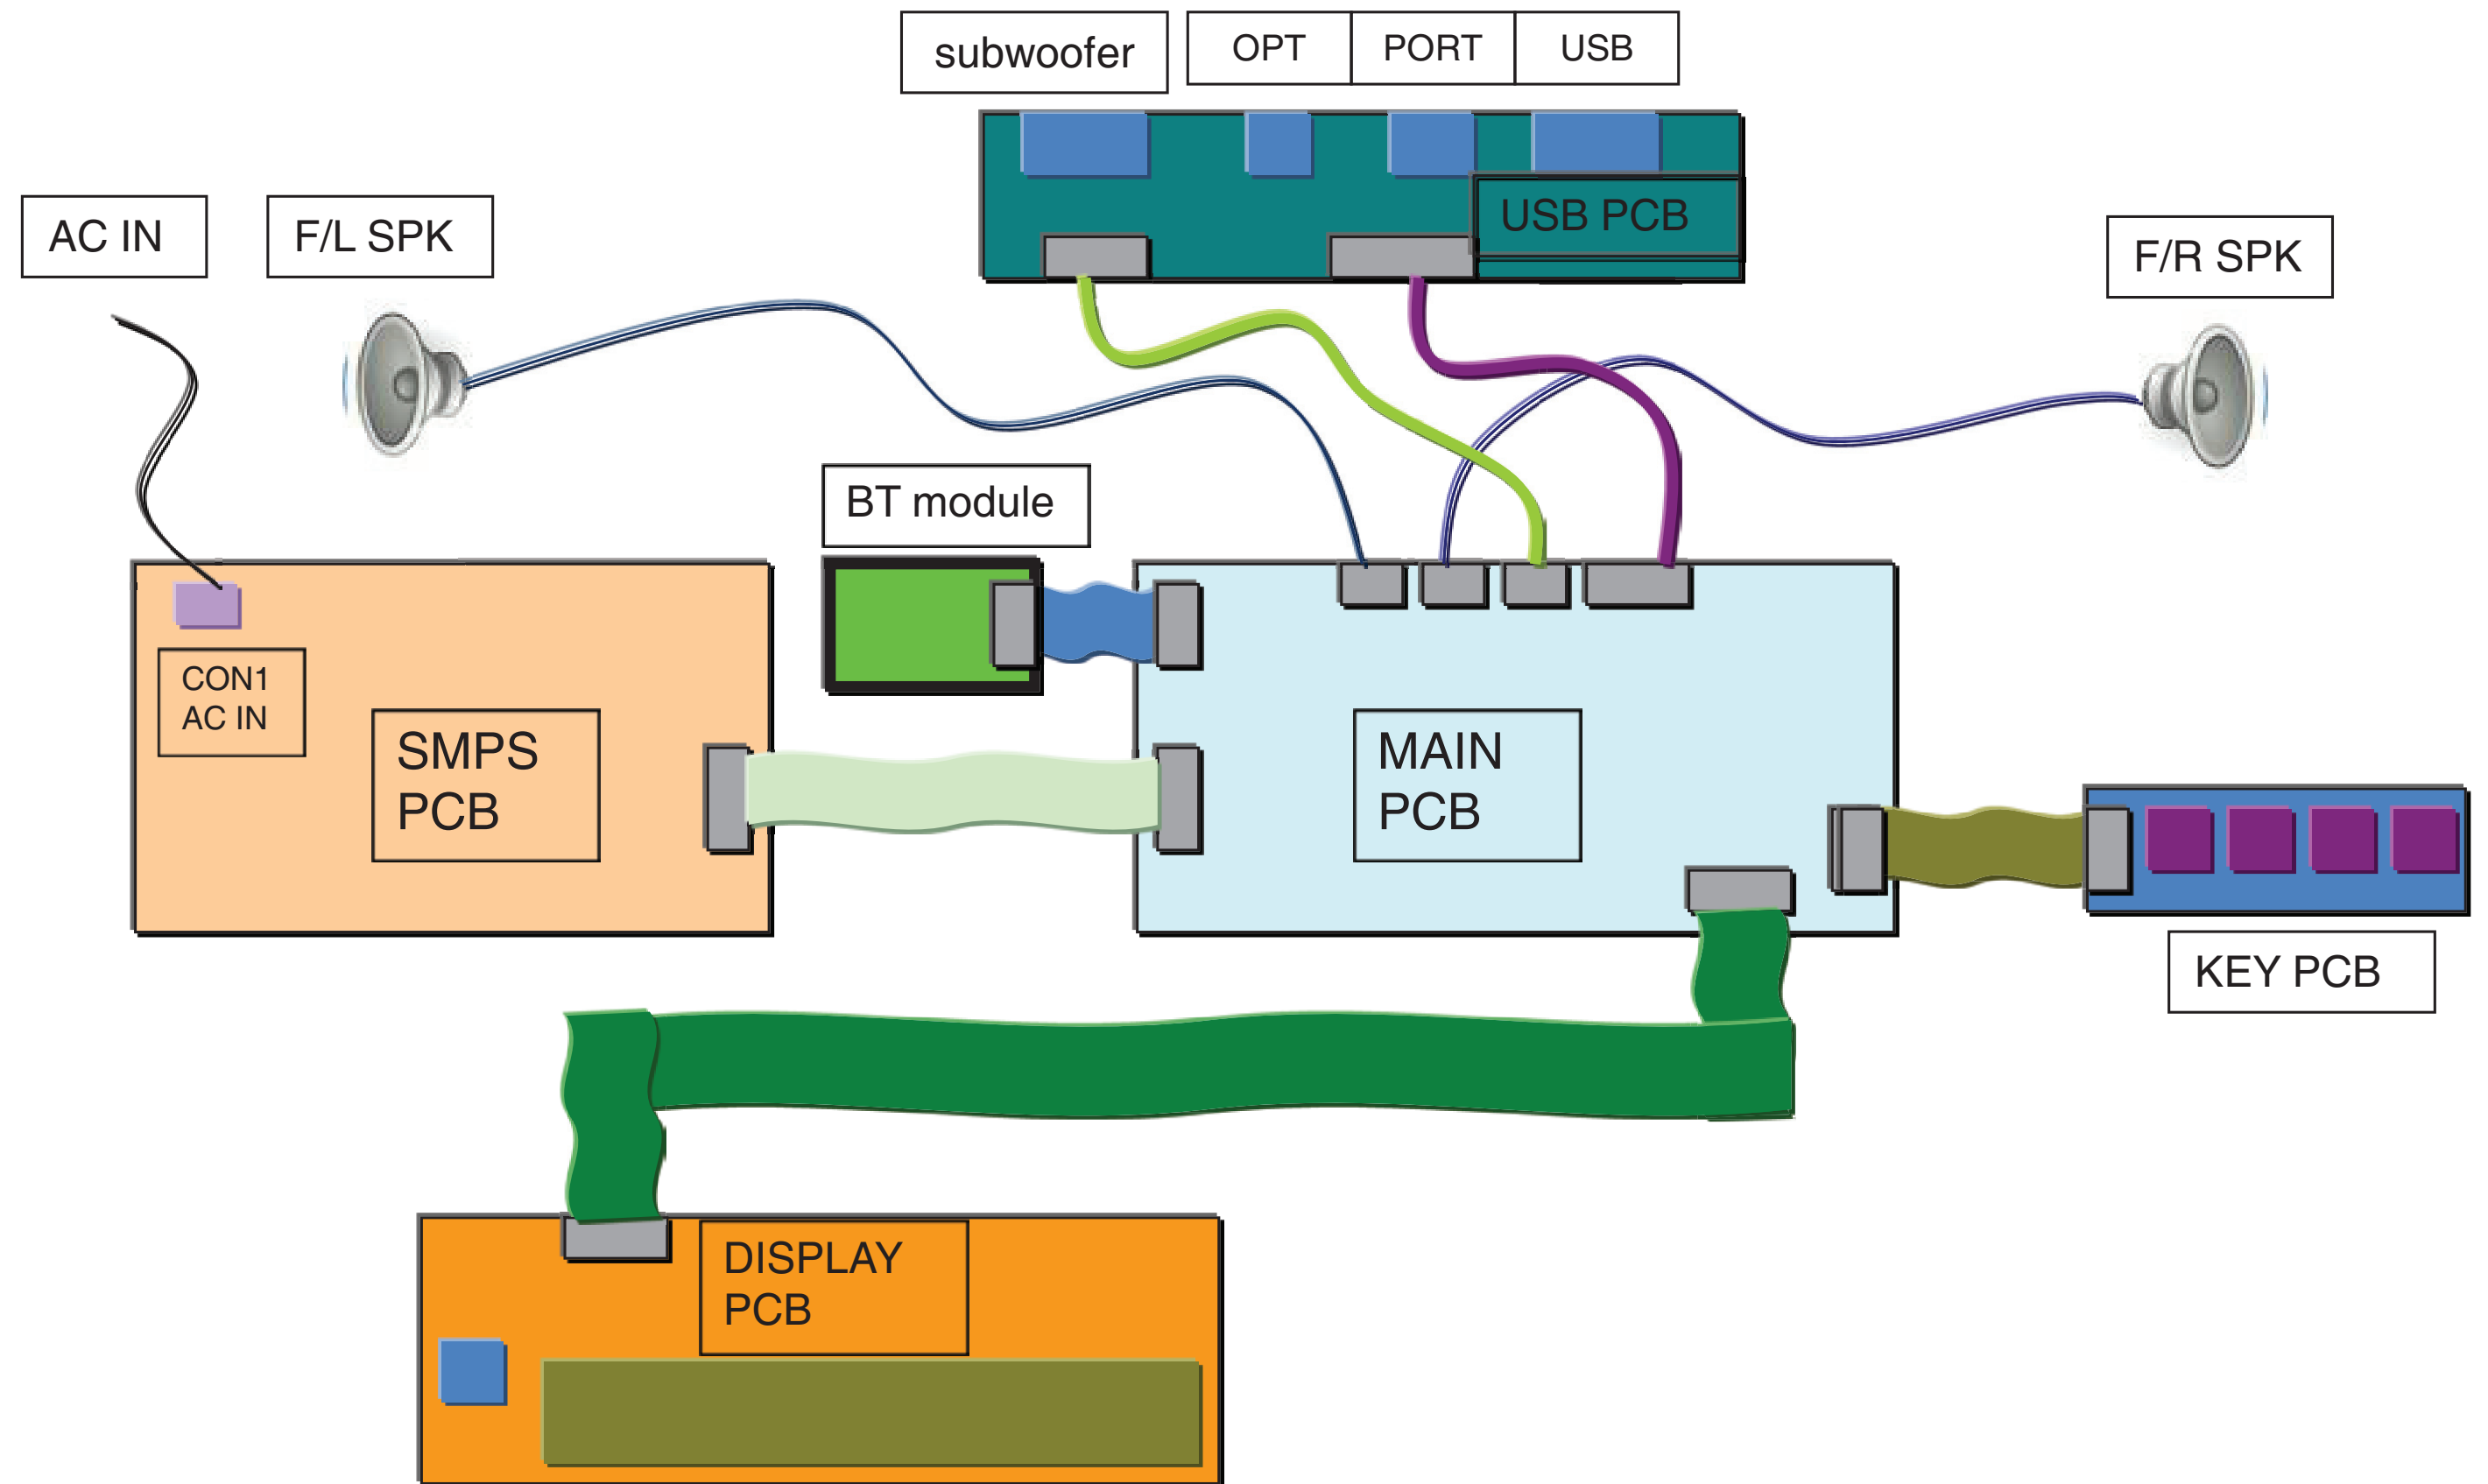 subwoofer
OPT PORT USB
AC IN
F/L SPK
USB PCB
F/R SPK
BT module
CON1
AC IN
SMPS
PCB
MAIN
PCB
KEY PCB
DISPLAY
PCB